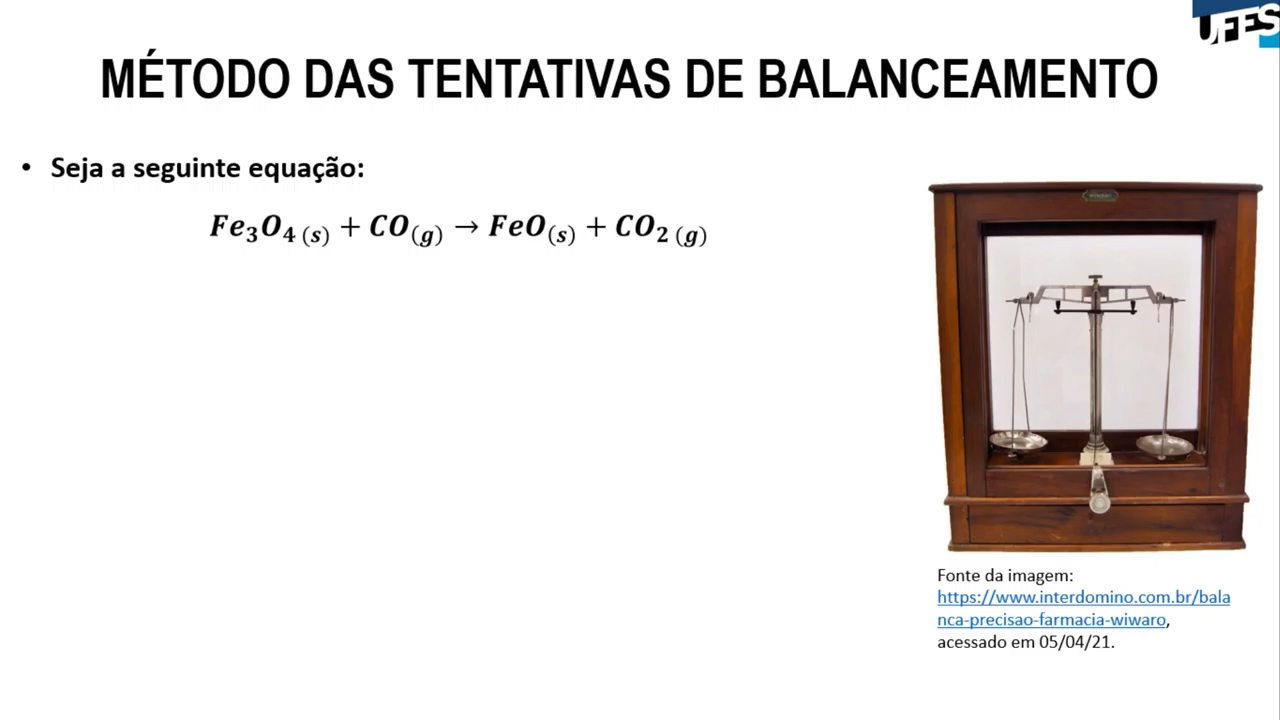 UFES
MÉTODO DAS TENTATIVAS DE BALANCEAMENTO
• Seja a seguinte equação:
Fe₃O₄ (s) + CO(g) → FeO(s) + CO₂ (g)
Fonte da imagem:
https://www.interdomino.com.br/bala
nca-precisao-farmacia-wiwaro,
acessado em 05/04/21.